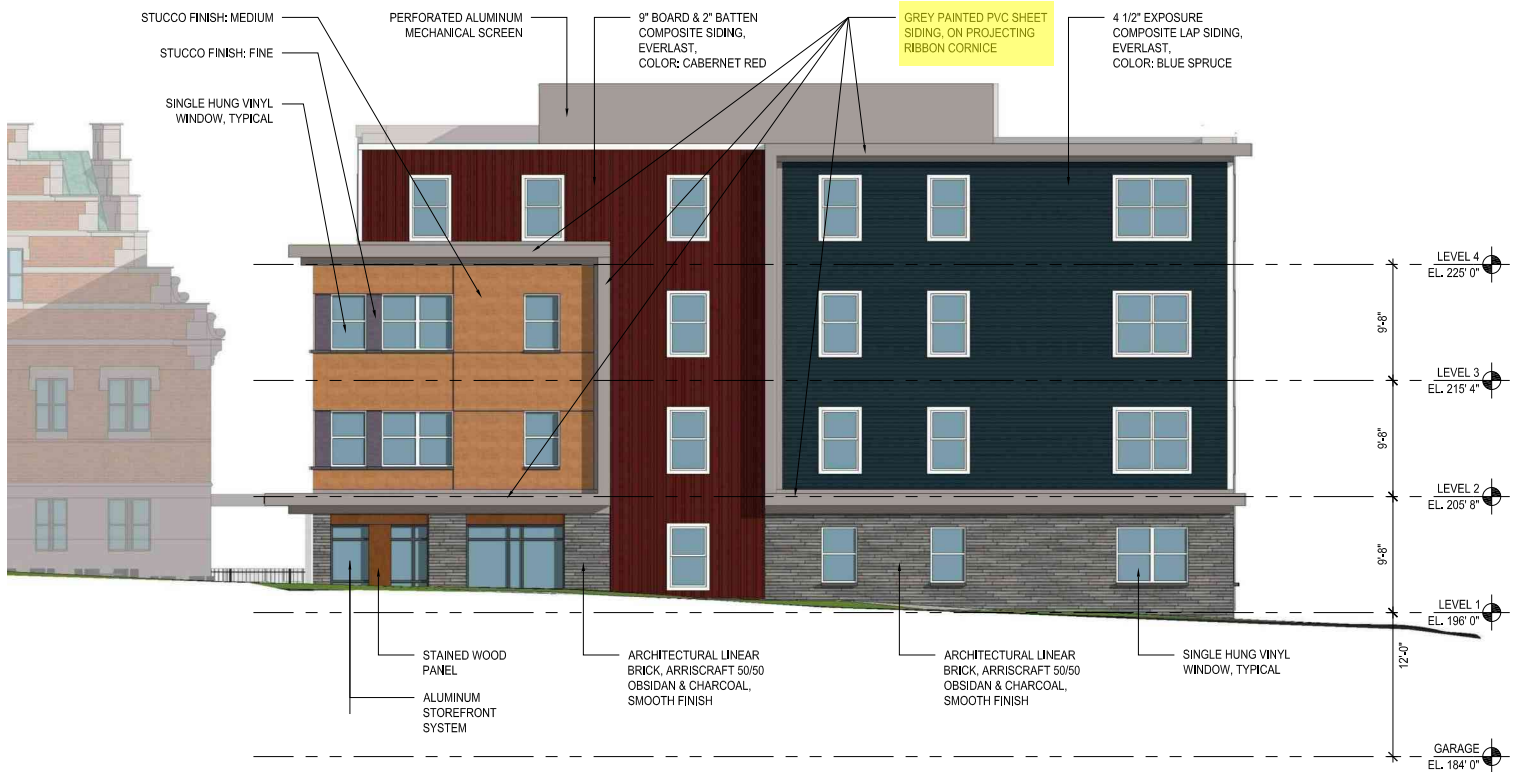 STUCCO FINISH: MEDIUM
STUCCO FINISH: FINE
SINGLE HUNG VINYL
WINDOW, TYPICAL
PERFORATED ALUMINUM
MECHANICAL SCREEN
9" BOARD & 2" BATTEN
COMPOSITE SIDING,
EVERLAST,
COLOR: CABERNET RED
GREY PAINTED PVC SHEET
SIDING, ON PROJECTING
RIBBON CORNICE
4 1/2" EXPOSURE
COMPOSITE LAP SIDING,
EVERLAST,
COLOR: BLUE SPRUCE
LEVEL 4
EL. 225' 0"
9'-8"
LEVEL 3
EL. 215' 4"
9'-8"
LEVEL 2
EL. 205' 8"
9'-8"
LEVEL 1
EL. 196' 0"
12'-0"
GARAGE
EL. 184' 0"
STAINED WOOD
PANEL
ALUMINUM
STOREFRONT
SYSTEM
ARCHITECTURAL LINEAR
BRICK, ARRISCRAFT 50/50
OBSIDAN & CHARCOAL,
SMOOTH FINISH
ARCHITECTURAL LINEAR
BRICK, ARRISCRAFT 50/50
OBSIDAN & CHARCOAL,
SMOOTH FINISH
SINGLE HUNG VINYL
WINDOW, TYPICAL